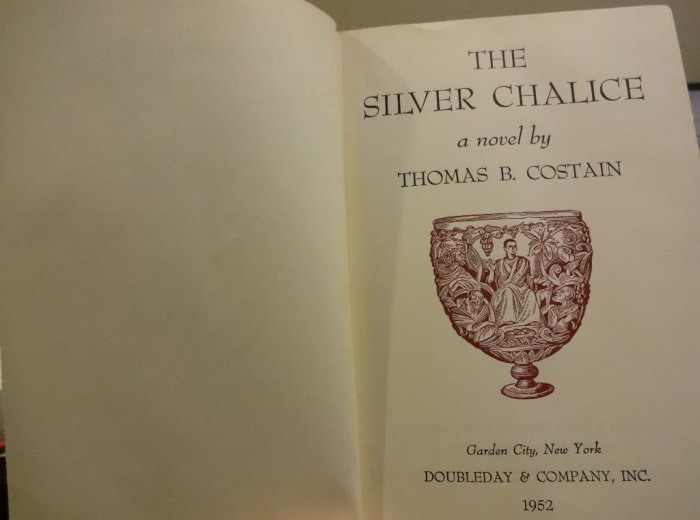 THE
SILVER CHALICE
a novel by
THOMAS B. COSTAIN
Garden City, New York
DOUBLEDAY & COMPANY, INC.
1952